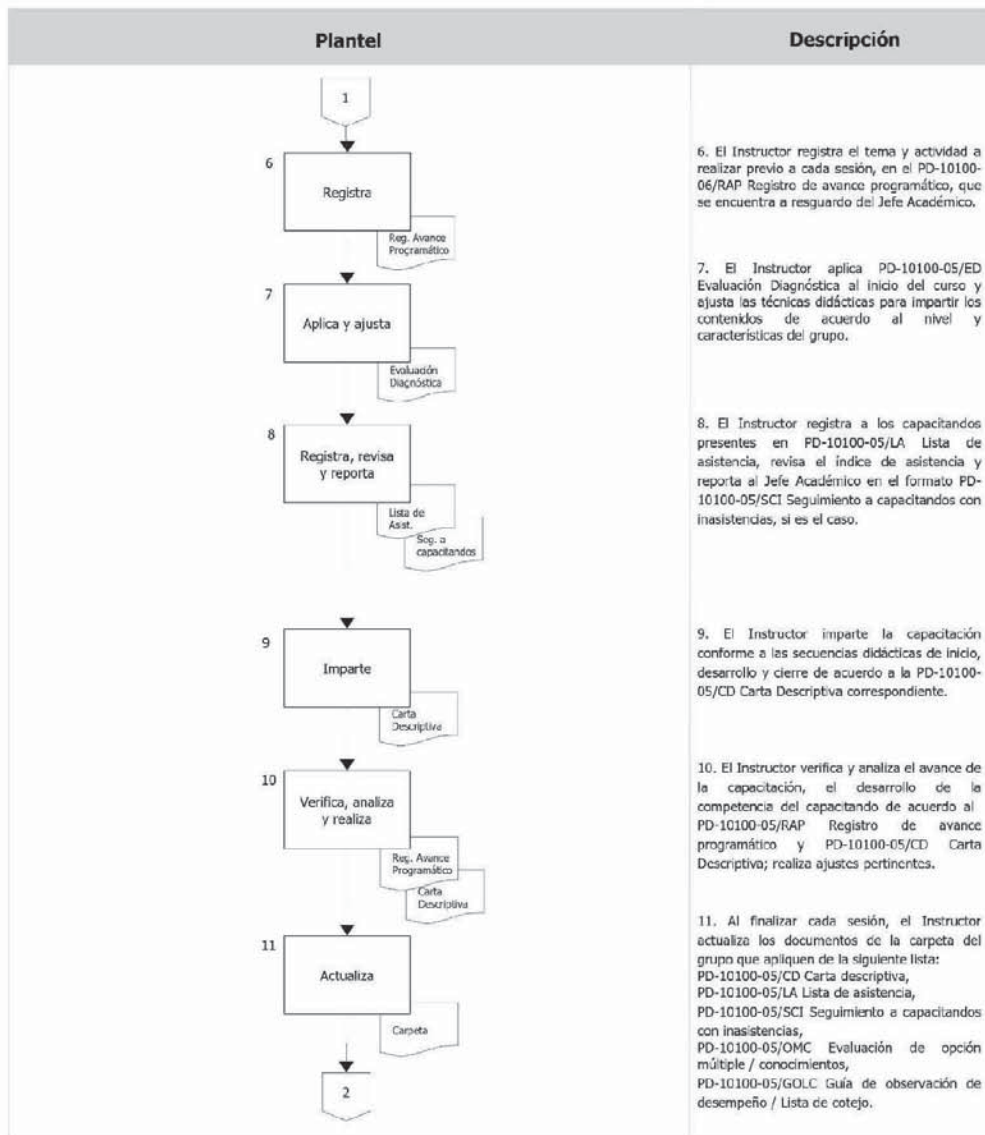 Plantel
Descripción
1
6
Registra
Reg. Avance
Programático
6. El Instructor registra el tema y actividad a
realizar previo a cada sesión, en el PD-10100-
06/RAP Registro de avance programático, que
se encuentra a resguardo del Jefe Académico.
7
Aplica y ajusta
Evaluación
Diagnóstica
7. El Instructor aplica PD-10100-05/ED
Evaluación Diagnóstica al inicio del curso y
ajusta las técnicas didácticas para impartir los
contenidos de acuerdo al nivel y
características del grupo.
8
Registra, revisa
y reporta
Lista de
Asist.
Seg. a
capacitandos
8. El Instructor registra a los capacitandos
presentes en PD-10100-05/LA Lista de
asistencia, revisa el índice de asistencia y
reporta al Jefe Académico en el formato PD-
10100-05/SCI Seguimiento a capacitandos con
inasistencias, si es el caso.
9
Imparte
Carta
Descriptiva
9. El Instructor imparte la capacitación
conforme a las secuencias didácticas de inicio,
desarrollo y cierre de acuerdo a la PD-10100-
05/CD Carta Descriptiva correspondiente.
10
Verifica, analiza
y realiza
Reg. Avance
Programático
Carta
Descriptiva
10. El Instructor verifica y analiza el avance de
la capacitación, el desarrollo de la
competencia del capacitando de acuerdo al
PD-10100-05/RAP Registro de avance
programático y PD-10100-05/CD Carta
Descriptiva; realiza ajustes pertinentes.
11
Actualiza
Carpeta
2
11. Al finalizar cada sesión, el Instructor
actualiza los documentos de la carpeta del
grupo que apliquen de la siguiente lista:
PD-10100-05/CD Carta descriptiva,
PD-10100-05/LA Lista de asistencia,
PD-10100-05/SCI Seguimiento a capacitandos
con inasistencias,
PD-10100-05/OMC Evaluación de opción
múltiple / conocimientos,
PD-10100-05/GOLC Guía de observación de
desempeño / Lista de cotejo.